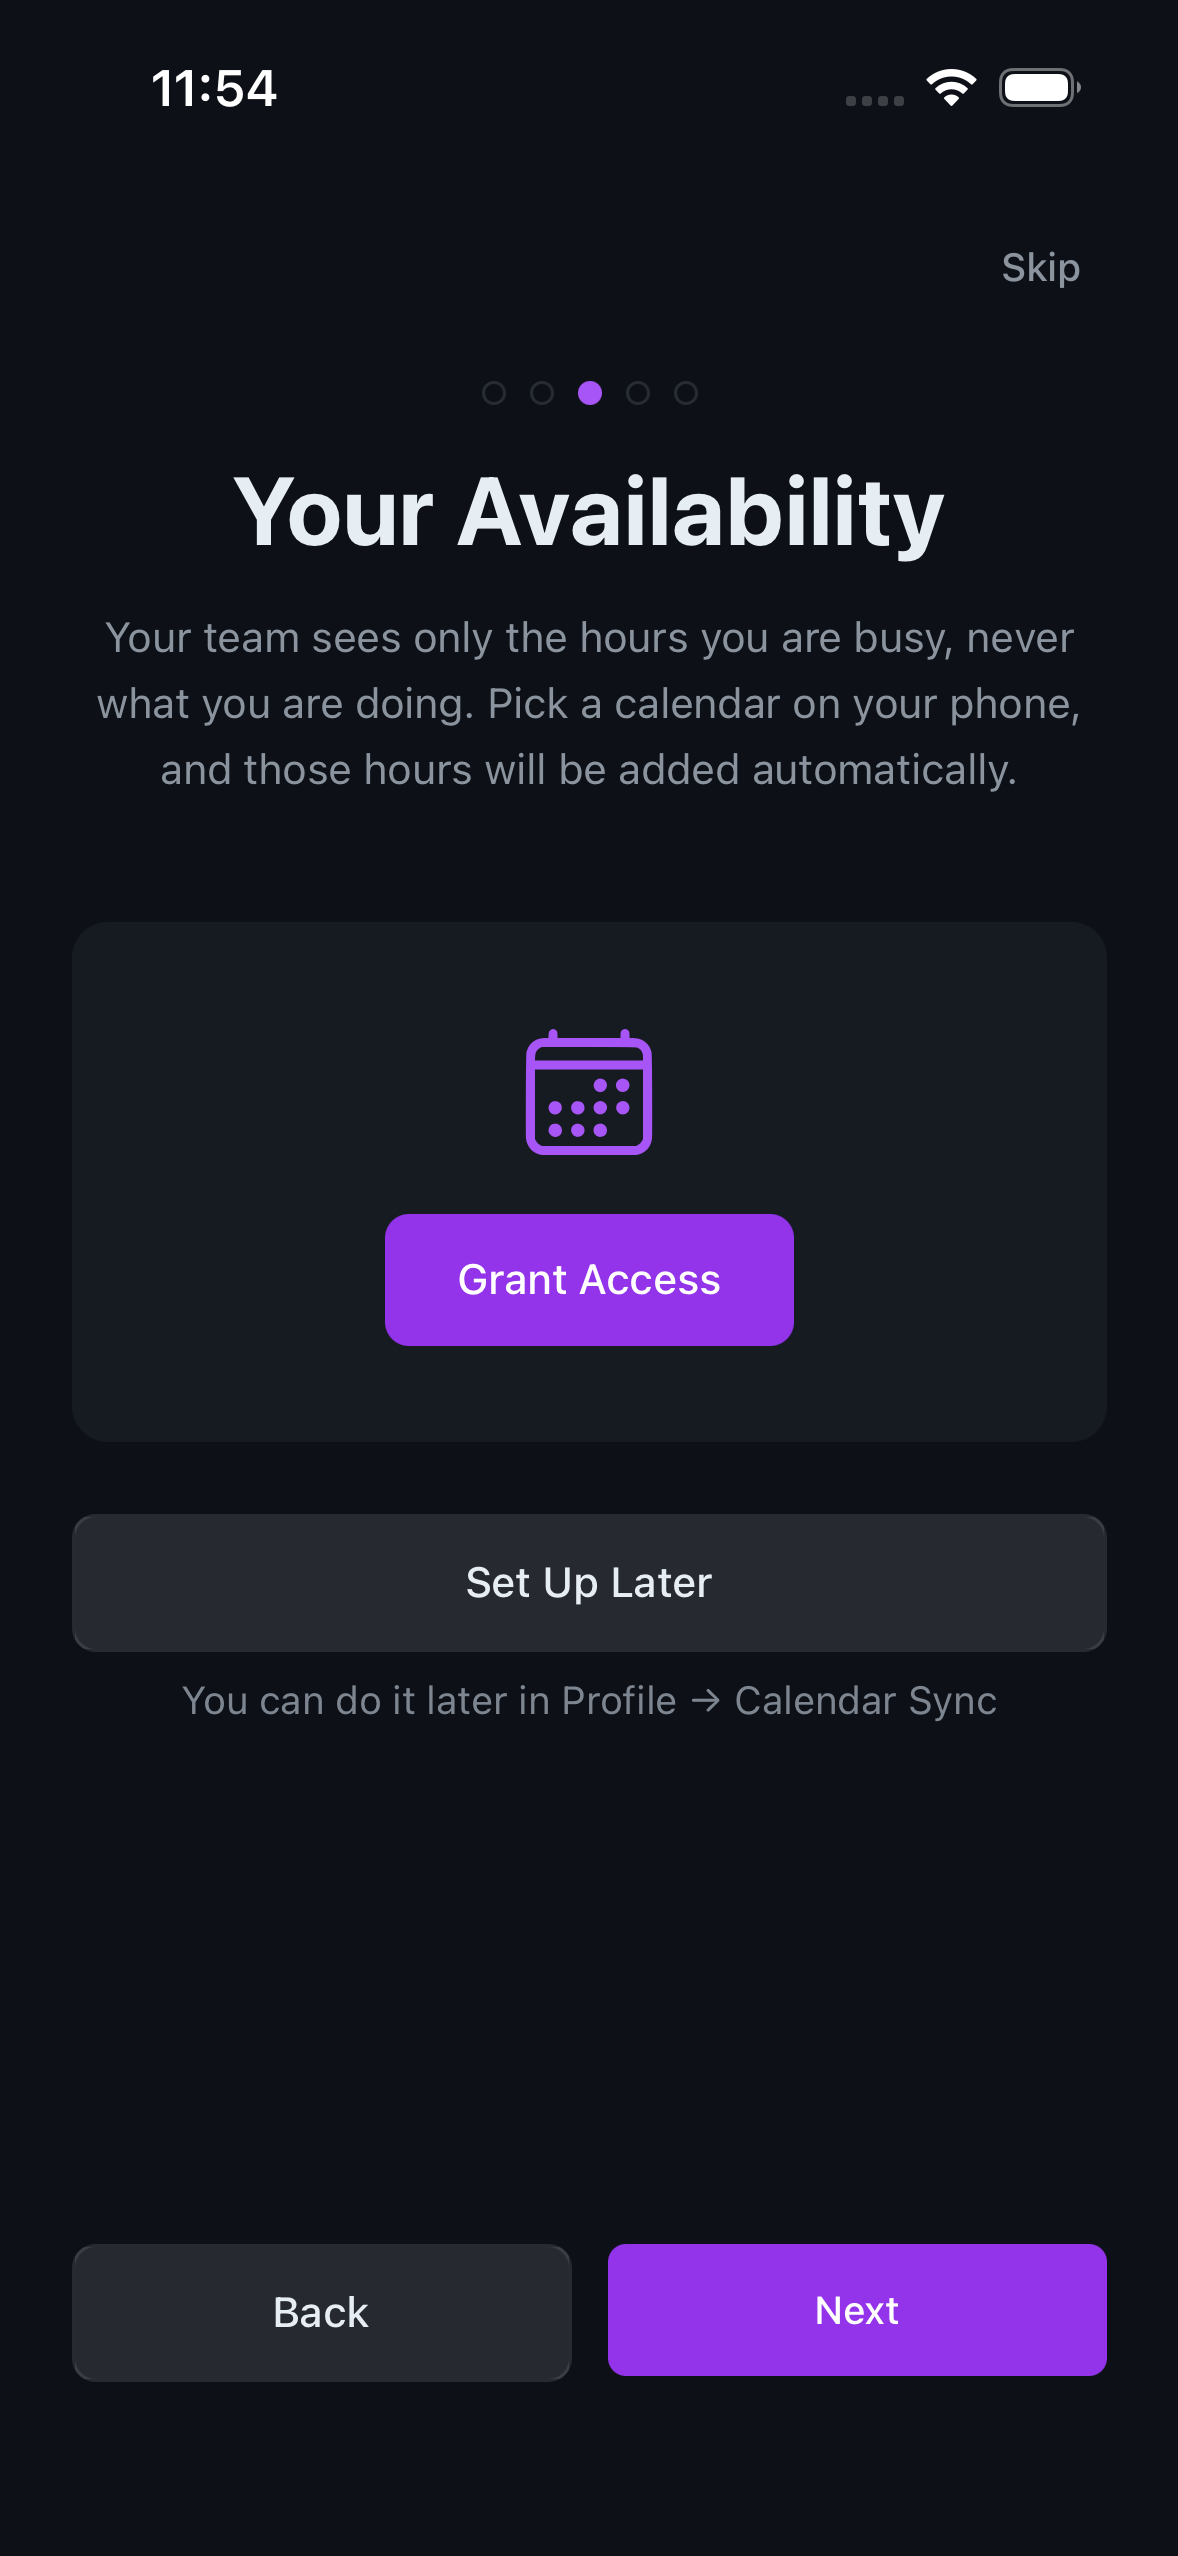 11:54
Skip
Your Availability
Your team sees only the hours you are busy, never
what you are doing. Pick a calendar on your phone,
and those hours will be added automatically.
Grant Access
Set Up Later
You can do it later in Profile → Calendar Sync
Back
Next